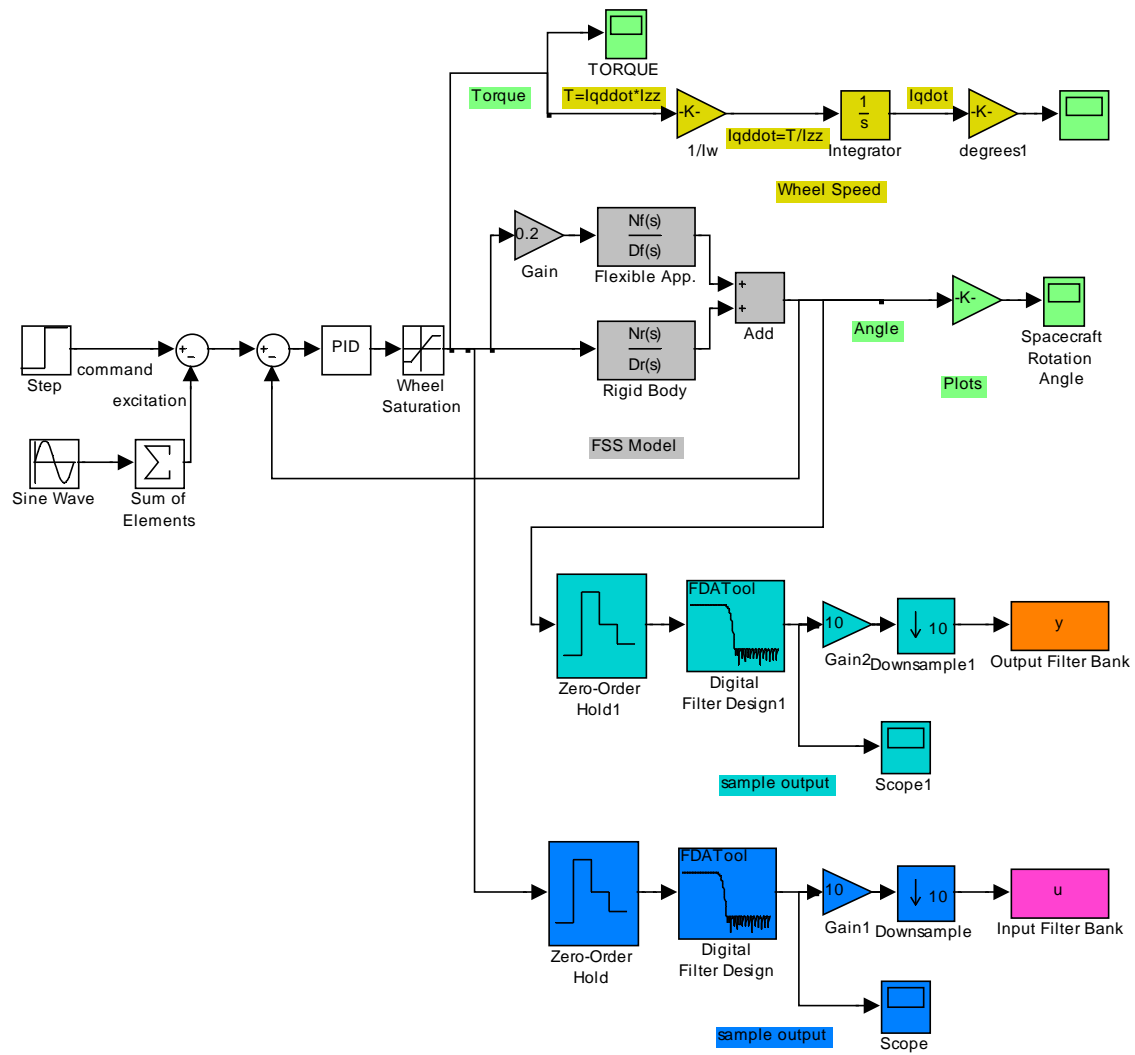 TORQUE
Torque
T=Iqddot*Izz
-K-
1/Iw
Iqddot=T/Izz
1
s
Integrator
Iqdot
-K-
degrees1
Wheel Speed
0.2
Gain
Nf(s)
Df(s)
Flexible App.
+
+
Add
Nr(s)
Dr(s)
Rigid Body
Angle
-K-
Spacecraft
Rotation
Angle
Plots
Step
command
+
-
excitation
+
-
PID
Wheel
Saturation
FSS Model
Sine Wave
Sum of
Elements
Zero-Order
Hold1
FDATool
Digital
Filter Design1
10
Gain2
10
Downsample1
y
Output Filter Bank
Scope1
sample output
Zero-Order
Hold
FDATool
Digital
Filter Design
10
Gain1
10
Downsample
u
Input Filter Bank
Scope
sample output